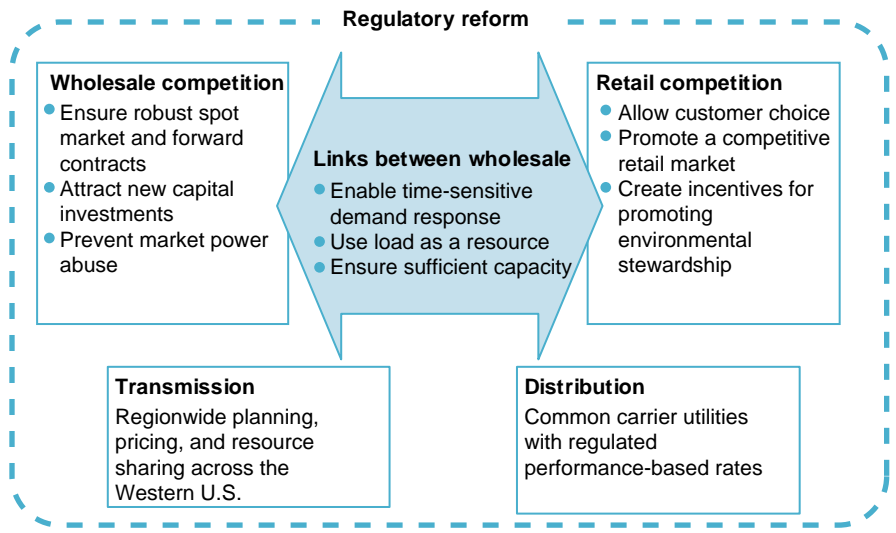 Regulatory reform
Wholesale competition
● Ensure robust spot
market and forward
contracts
● Attract new capital
investments
● Prevent market power
abuse
Links between wholesale
● Enable time-sensitive
demand response
● Use load as a resource
● Ensure sufficient capacity
Retail competition
● Allow customer choice
● Promote a competitive
retail market
● Create incentives for
promoting
environmental
stewardship
Transmission
Regionwide planning,
pricing, and resource
sharing across the
Western U.S.
Distribution
Common carrier utilities
with regulated
performance-based rates